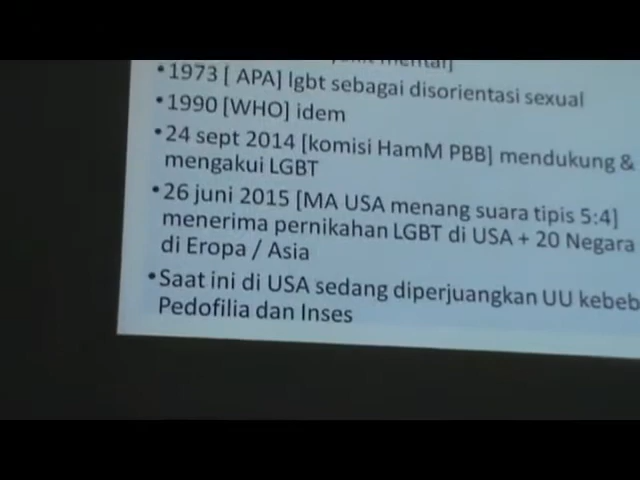 mental]
•1973 [ APA] lgbt sebagai disorientasi sexual
•1990 [WHO] idem
•24 sept 2014 [komisi HamM PBB] mendukung &
mengakui LGBT
•26 juni 2015 [MA USA menang suara tipis 5:4]
menerima pernikahan LGBT di USA + 20 Negara
di Eropa / Asia
•Saat ini di USA sedang diperjuangkan UU kebeb
Pedofilia dan Inses